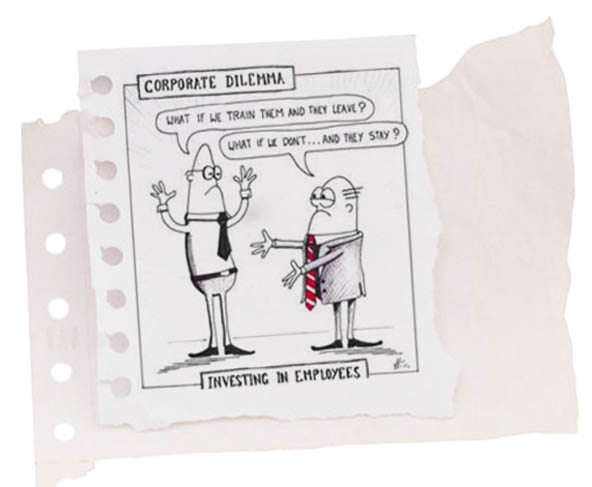 CORPORATE DILEMMA
WHAT IF WE TRAIN THEM AND THEY LEAVE?
WHAT IF WE DON'T...AND THEY STAY?
INVESTING IN EMPLOYEES